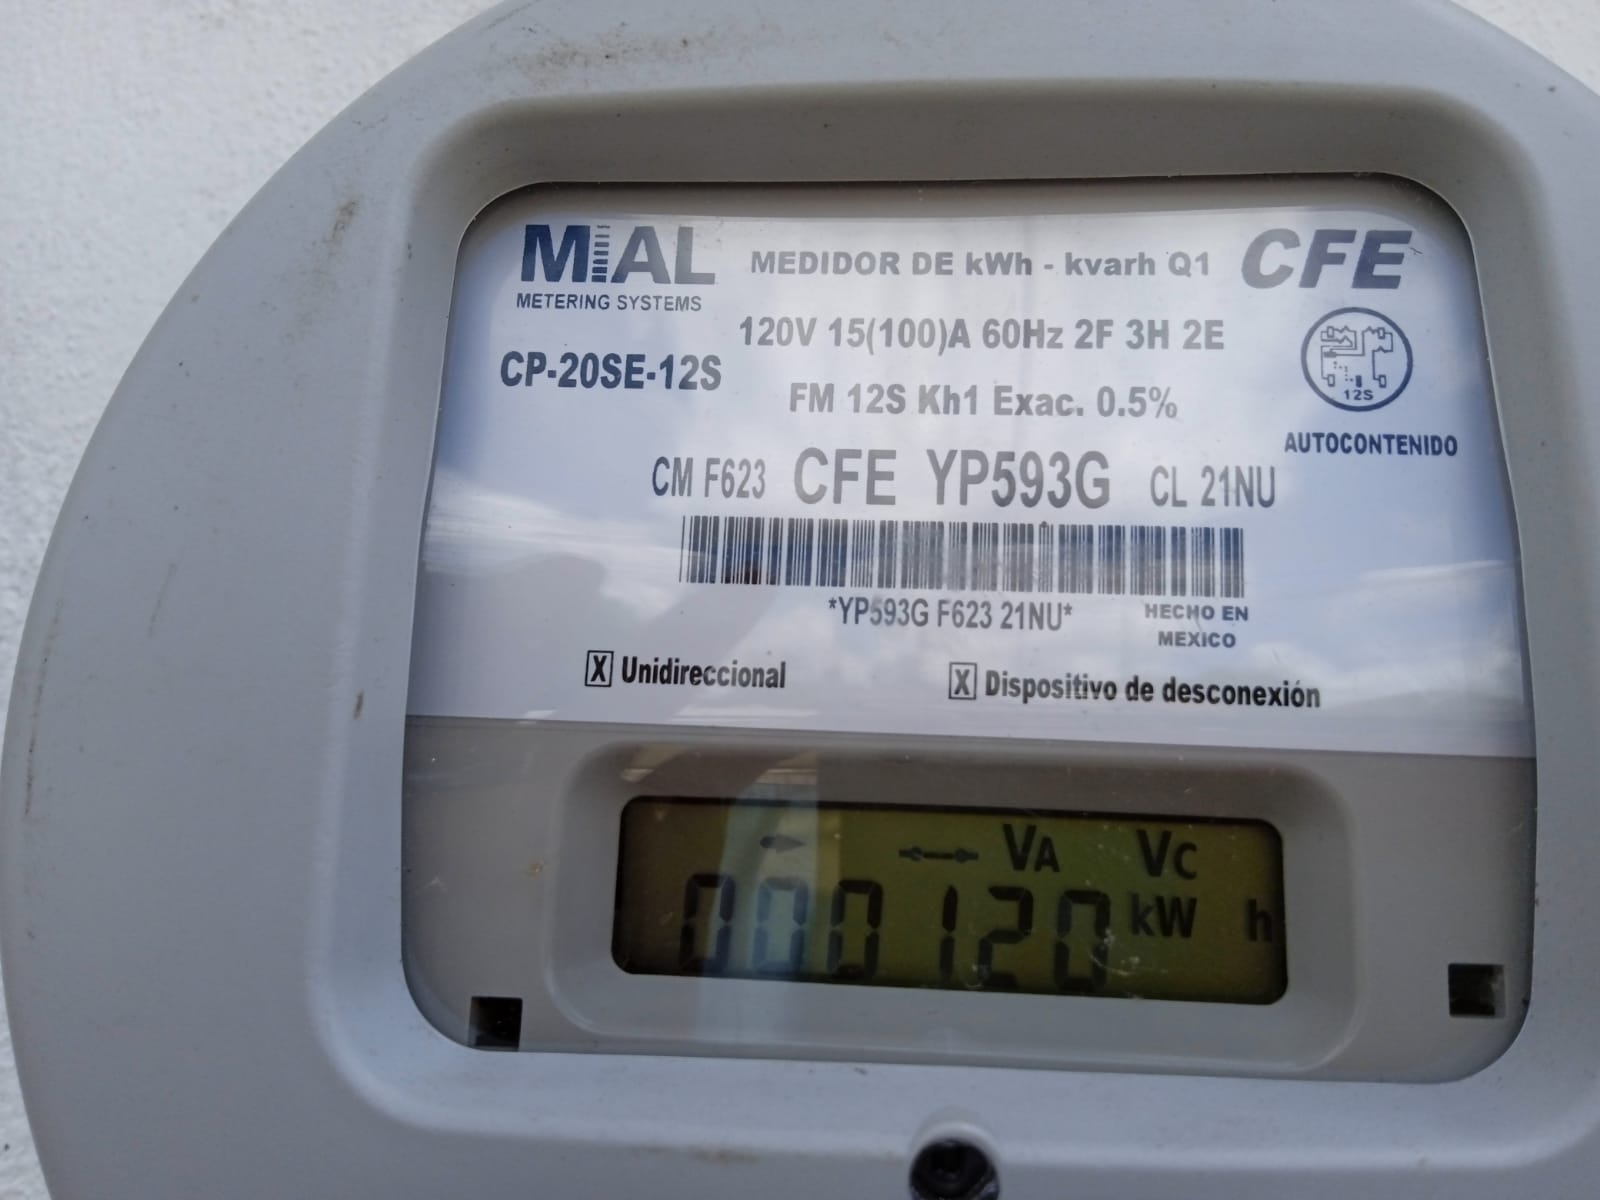 MIAL
METERING SYSTEMS
MEDIDOR DE kWh - kvarh Q1
CFE
120V 15(100)A 60Hz 2F 3H 2E
CP-20SE-12S
FM 12S Kh1 Exac. 0.5%
12S
AUTOCONTENIDO
CM F623 CFE YP593G CL 21NU
*YP593G F623 21NU*
HECHO EN
MEXICO
X Unidireccional
X Dispositivo de desconexión
VA VC
000120 kW h